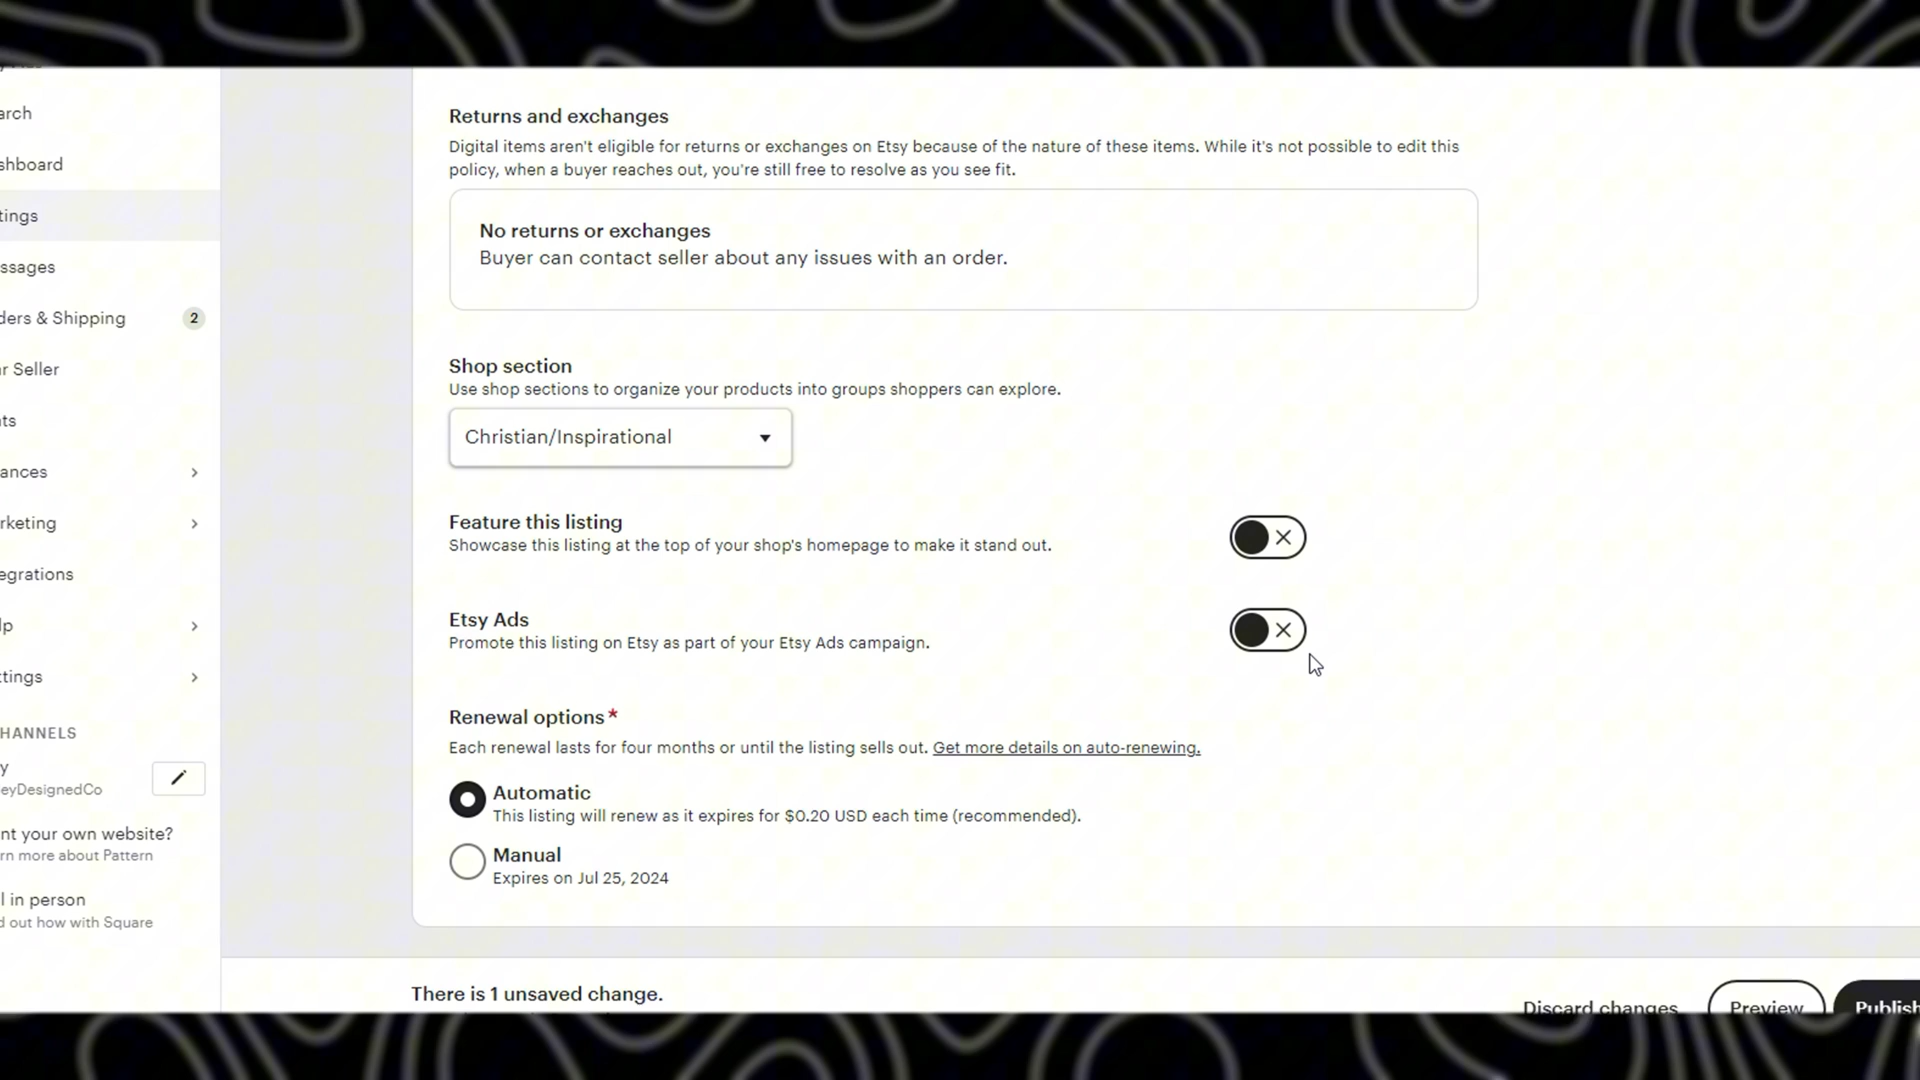 arch
shboard
tings
ssages
ders & Shipping 2
r Seller
ts
ances
rketing
egrations
lp
ttings
HANNELS
y
eyDesignedCo
nt your own website?
rn more about Pattern
l in person
d out how with Square
Returns and exchanges
Digital items aren't eligible for returns or exchanges on Etsy because of the nature of these items. While it's not possible to edit this
policy, when a buyer reaches out, you're still free to resolve as you see fit.
No returns or exchanges
Buyer can contact seller about any issues with an order.
Shop section
Use shop sections to organize your products into groups shoppers can explore.
Christian/Inspirational
Feature this listing
Showcase this listing at the top of your shop's homepage to make it stand out.
Etsy Ads
Promote this listing on Etsy as part of your Etsy Ads campaign.
Renewal options*
Each renewal lasts for four months or until the listing sells out. Get more details on auto-renewing.
Automatic
This listing will renew as it expires for $0.20 USD each time (recommended).
Manual
Expires on Jul 25, 2024
There is 1 unsaved change.
Discard changes Preview Publish